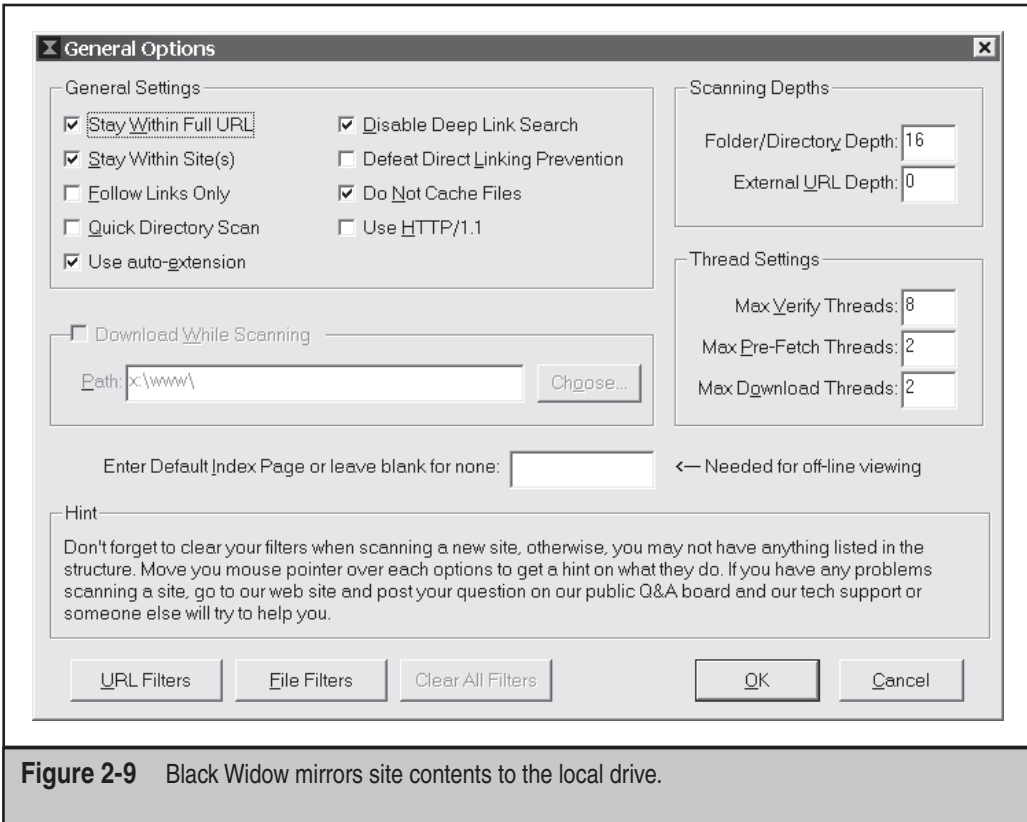 General Options
General Settings
Stay Within Full URL
Stay Within Site(s)
Follow Links Only
Quick Directory Scan
Use auto-extension
Disable Deep Link Search
Defeat Direct Linking Prevention
Do Not Cache Files
Use HTTP/1.1
Scanning Depths
Folder/Directory Depth: 16
External URL Depth: 0
Thread Settings
Max Verify Threads: 8
Max Pre-Fetch Threads: 2
Max Download Threads: 2
Download While Scanning
Path: x:\www\
Choose...
Enter Default Index Page or leave blank for none:
<— Needed for off-line viewing
Hint
Don't forget to clear your filters when scanning a new site, otherwise, you may not have anything listed in the
structure. Move you mouse pointer over each options to get a hint on what they do. If you have any problems
scanning a site, go to our web site and post your question on our public Q&A board and our tech support or
someone else will try to help you.
URL Filters
File Filters
Clear All Filters
OK
Cancel
Figure 2-9 Black Widow mirrors site contents to the local drive.